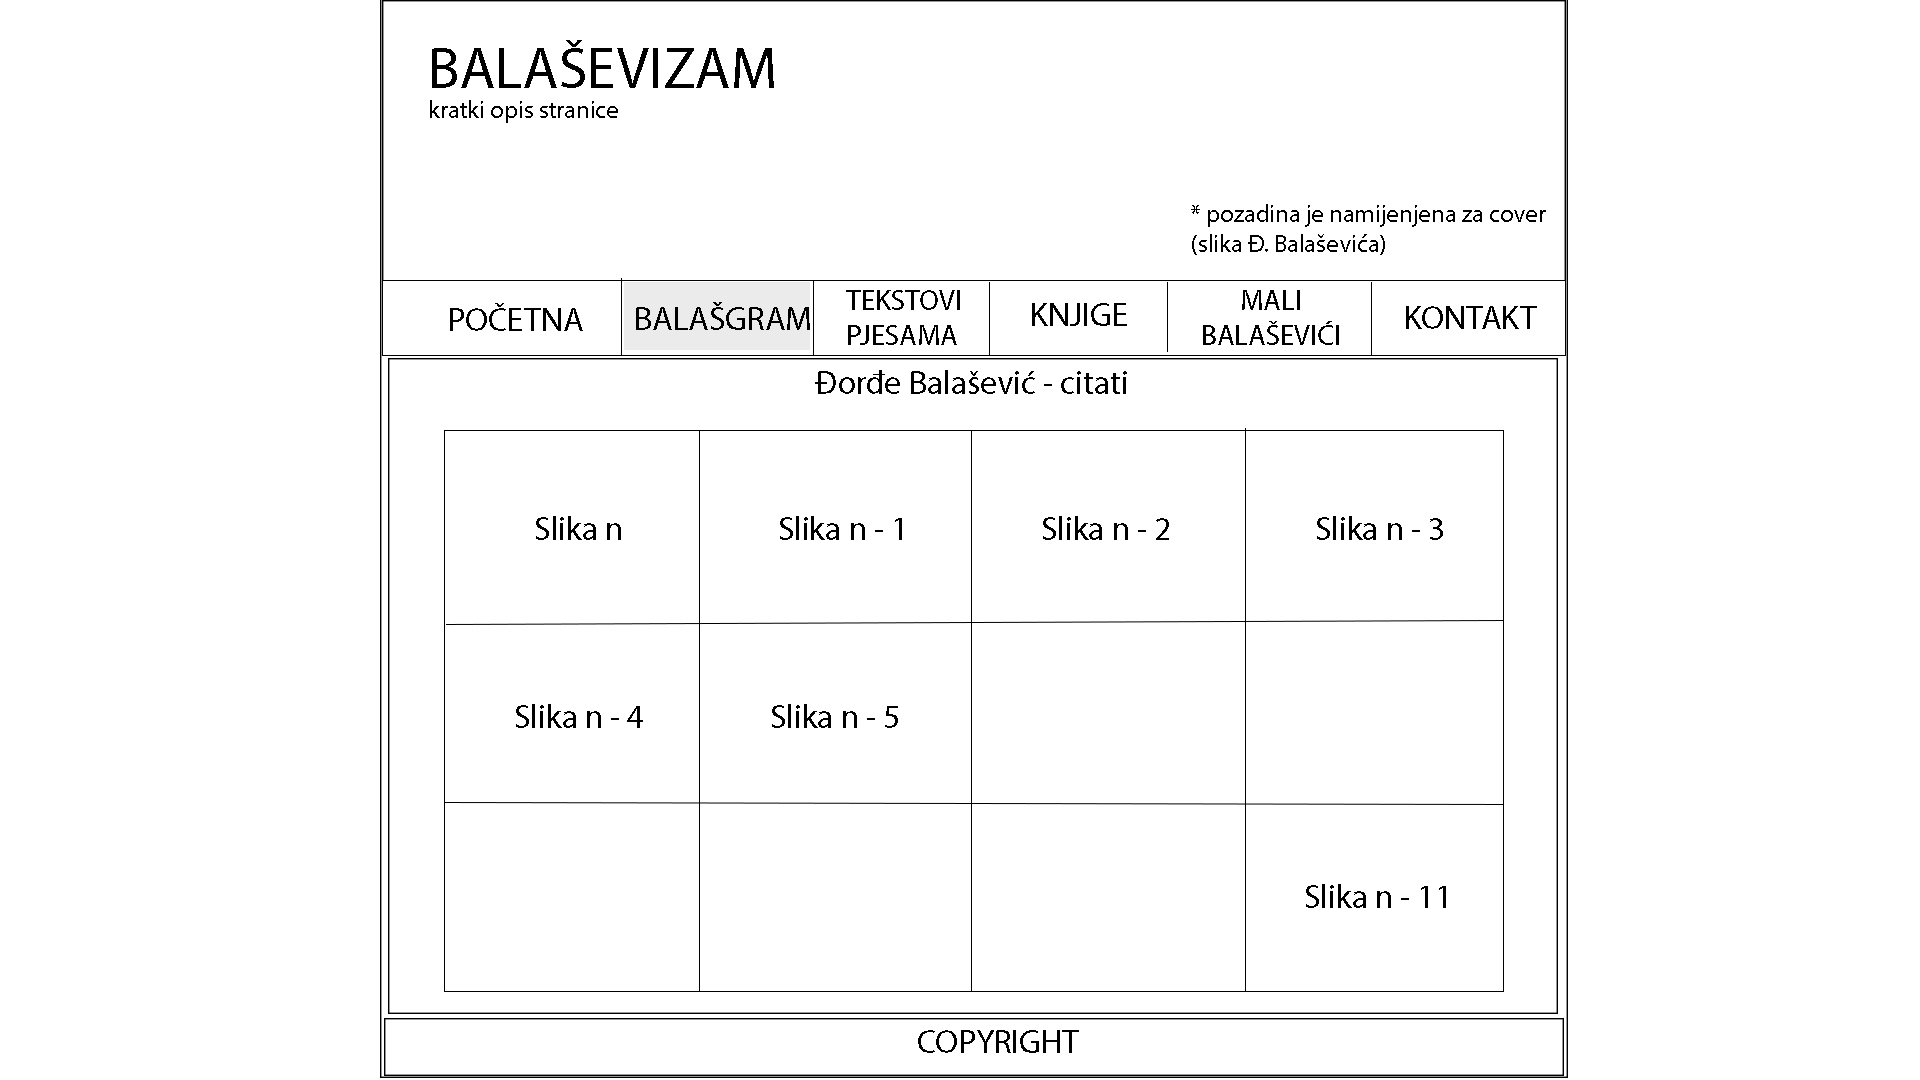 BALAŠEVIZAM
kratki opis stranice
* pozadina je namijenjena za cover
(slika Đ. Balaševića)
POČETNA
BALAŠGRAM
TEKSTOVI
PJESAMA
KNJIGE
MALI
BALAŠEVIĆI
KONTAKT
Đorđe Balašević - citati
Slika n
Slika n - 1
Slika n - 2
Slika n - 3
Slika n - 4
Slika n - 5
Slika n - 11
COPYRIGHT